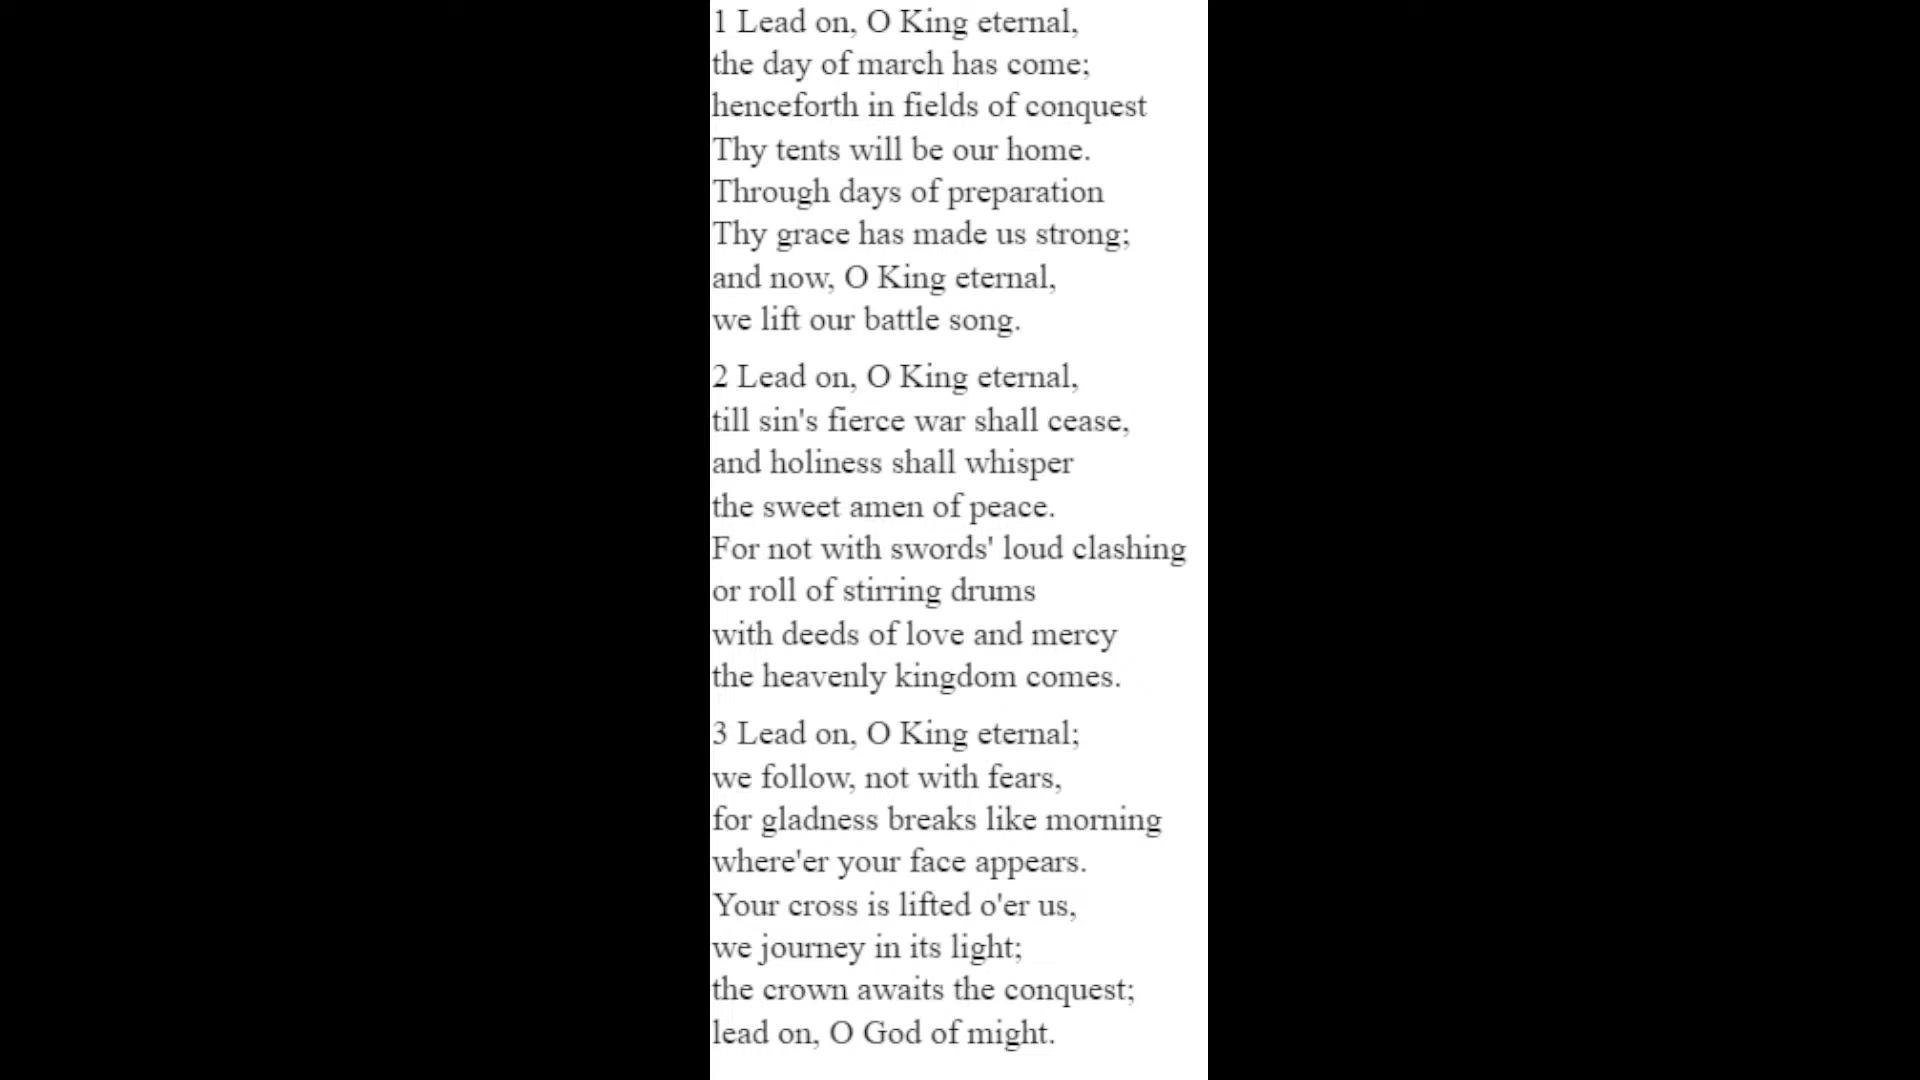 1 Lead on, O King eternal,
the day of march has come;
henceforth in fields of conquest
Thy tents will be our home.
Through days of preparation
Thy grace has made us strong;
and now, O King eternal,
we lift our battle song.
2 Lead on, O King eternal,
till sin's fierce war shall cease,
and holiness shall whisper
the sweet amen of peace.
For not with swords' loud clashing
or roll of stirring drums
with deeds of love and mercy
the heavenly kingdom comes.
3 Lead on, O King eternal;
we follow, not with fears,
for gladness breaks like morning
where'er your face appears.
Your cross is lifted o'er us,
we journey in its light;
the crown awaits the conquest;
lead on, O God of might.